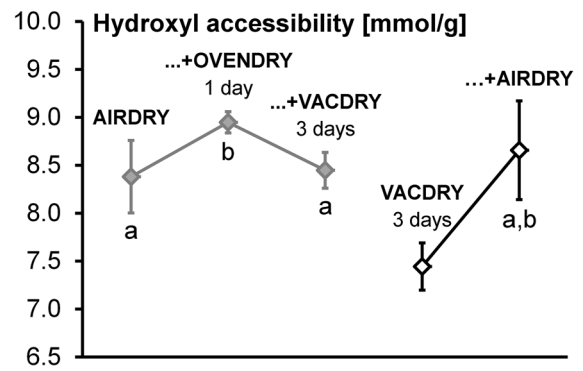 Hydroxyl accessibility [mmol/g]
10.0
9.5
9.0
8.5
8.0
7.5
7.0
6.5
AIRDRY
a
...+OVENDRY
1 day
b
...+VACDRY
3 days
a
VACDRY
3 days
...+AIRDRY
a,b